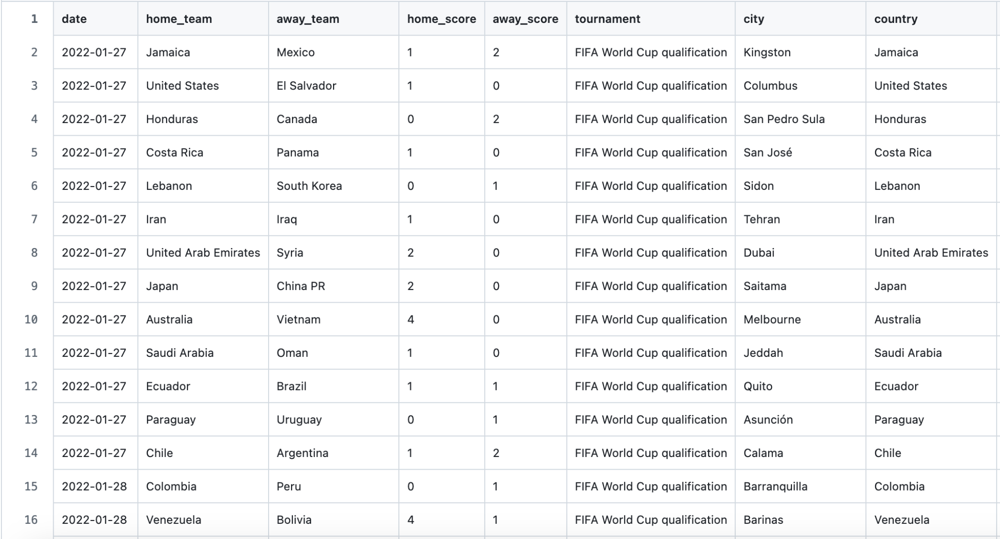 1 date home_team away_team home_score away_score tournament city country
2 2022-01-27 Jamaica Mexico 1 2 FIFA World Cup qualification Kingston Jamaica
3 2022-01-27 United States El Salvador 1 0 FIFA World Cup qualification Columbus United States
4 2022-01-27 Honduras Canada 0 2 FIFA World Cup qualification San Pedro Sula Honduras
5 2022-01-27 Costa Rica Panama 1 0 FIFA World Cup qualification San José Costa Rica
6 2022-01-27 Lebanon South Korea 0 1 FIFA World Cup qualification Sidon Lebanon
7 2022-01-27 Iran Iraq 1 0 FIFA World Cup qualification Tehran Iran
8 2022-01-27 United Arab Emirates Syria 2 0 FIFA World Cup qualification Dubai United Arab Emirates
9 2022-01-27 Japan China PR 2 0 FIFA World Cup qualification Saitama Japan
10 2022-01-27 Australia Vietnam 4 0 FIFA World Cup qualification Melbourne Australia
11 2022-01-27 Saudi Arabia Oman 1 0 FIFA World Cup qualification Jeddah Saudi Arabia
12 2022-01-27 Ecuador Brazil 1 1 FIFA World Cup qualification Quito Ecuador
13 2022-01-27 Paraguay Uruguay 0 1 FIFA World Cup qualification Asunción Paraguay
14 2022-01-27 Chile Argentina 1 2 FIFA World Cup qualification Calama Chile
15 2022-01-28 Colombia Peru 0 1 FIFA World Cup qualification Barranquilla Colombia
16 2022-01-28 Venezuela Bolivia 4 1 FIFA World Cup qualification Barinas Venezuela